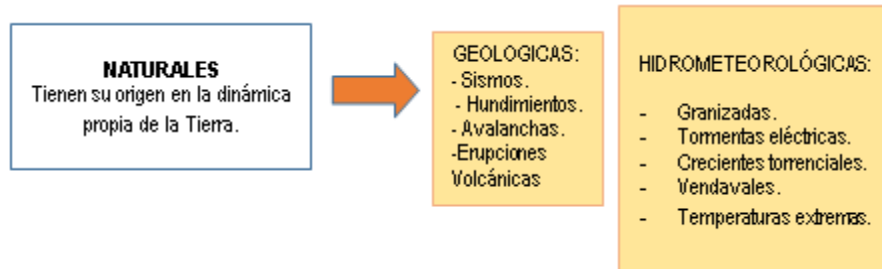 NATURALES
Tienen su origen en la dinámica
propia de la Tierra.
GEOLOGICAS:
- Sismos.
- Hundimientos.
- Avalanchas.
-Erupciones
Volcánicas
HIDROMETEOROLÓGICAS:
- Granizadas.
- Tormentas eléctricas.
- Crecientes torrenciales.
- Vendavales.
- Temperaturas extremas.